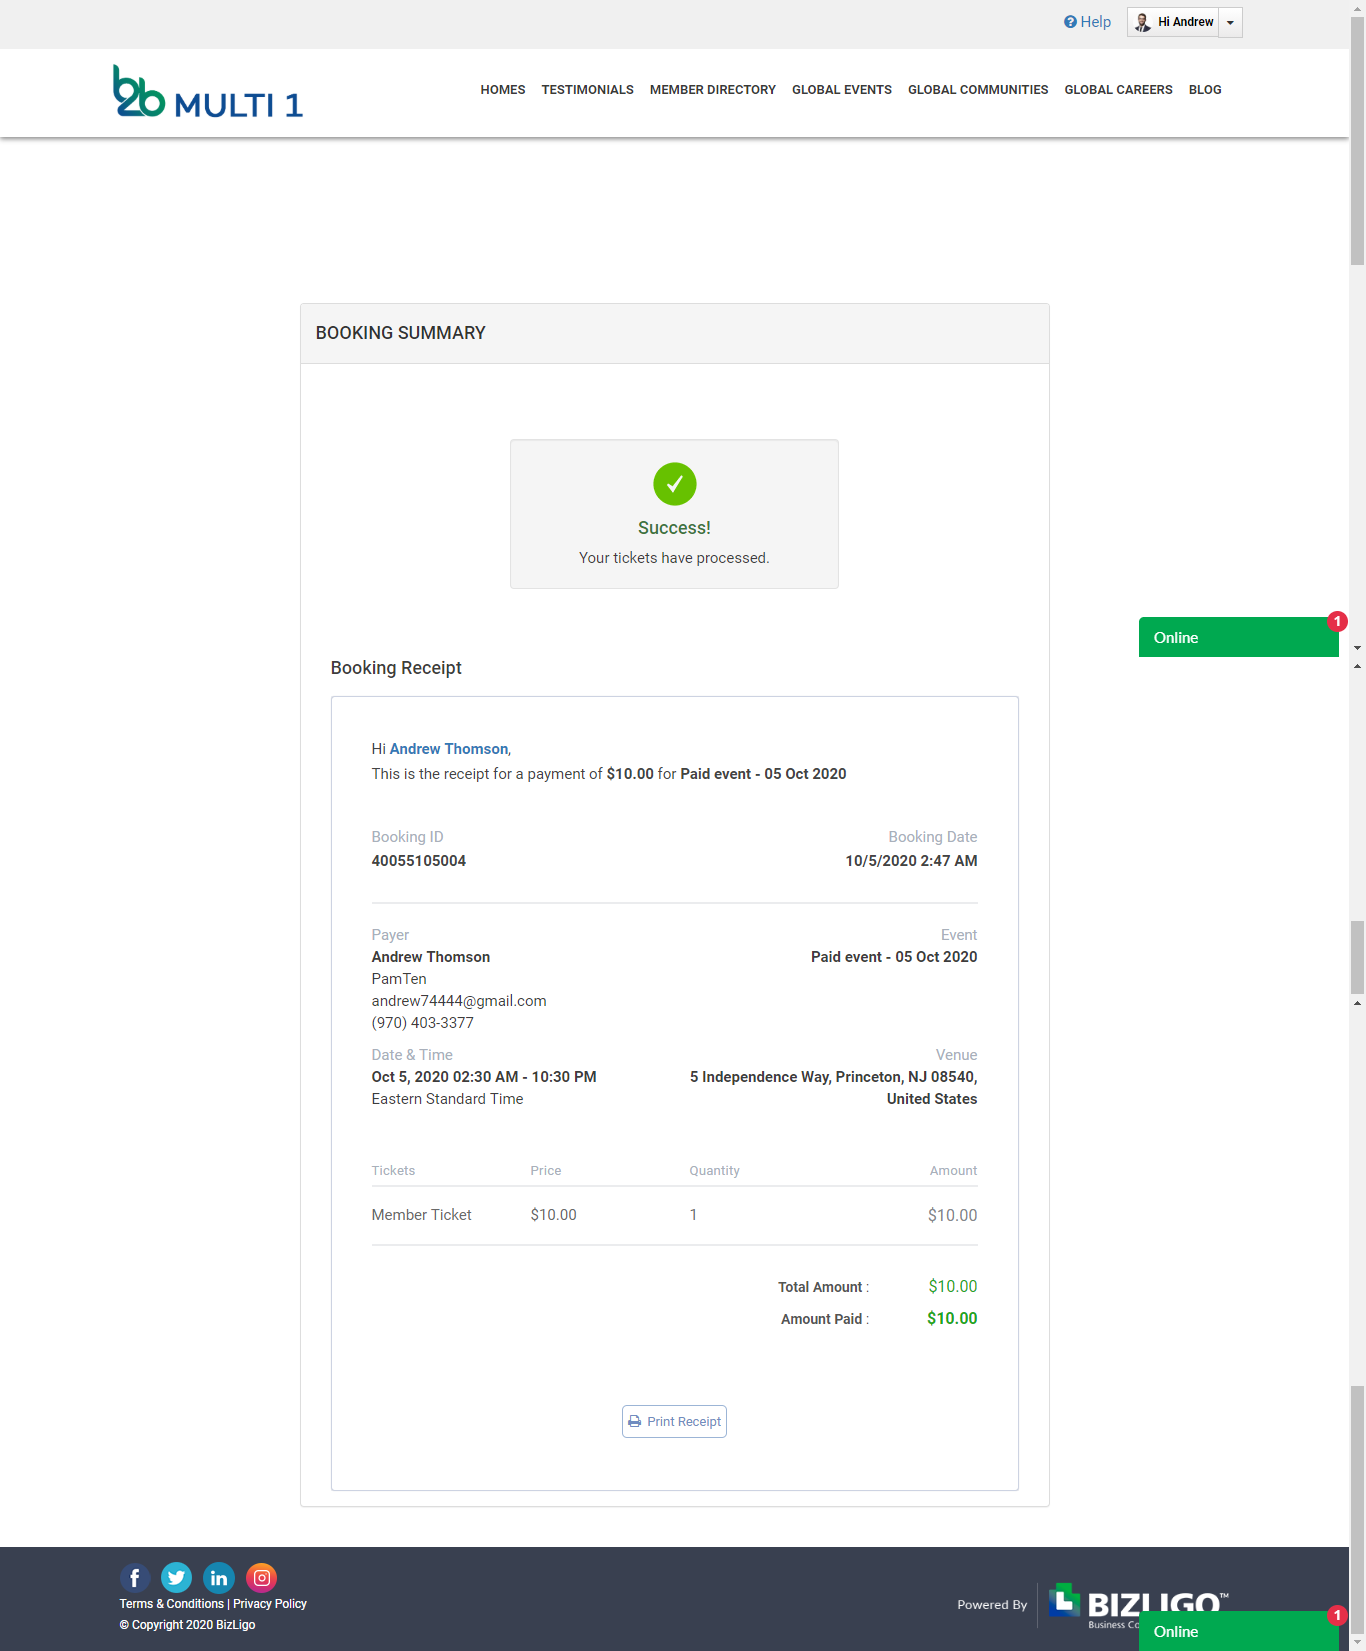 Help
Hi Andrew
b2b MULTI 1
HOMES TESTIMONIALS MEMBER DIRECTORY GLOBAL EVENTS GLOBAL COMMUNITIES GLOBAL CAREERS BLOG
BOOKING SUMMARY
Success!
Your tickets have processed.
1
Online
Booking Receipt
Hi Andrew Thomson,
This is the receipt for a payment of $10.00 for Paid event - 05 Oct 2020
Booking ID Booking Date
40055105004 10/5/2020 2:47 AM
Payer Event
Andrew Thomson Paid event - 05 Oct 2020
PamTen
andrew74444@gmail.com
(970) 403-3377
Date & Time Venue
Oct 5, 2020 02:30 AM - 10:30 PM 5 Independence Way, Princeton, NJ 08540,
Eastern Standard Time United States
Tickets Price Quantity Amount
Member Ticket $10.00 1 $10.00
Total Amount : $10.00
Amount Paid : $10.00
Print Receipt
Terms & Conditions | Privacy Policy
© Copyright 2020 BizLigo
Powered By BIZLIGO™
Business
1
Online